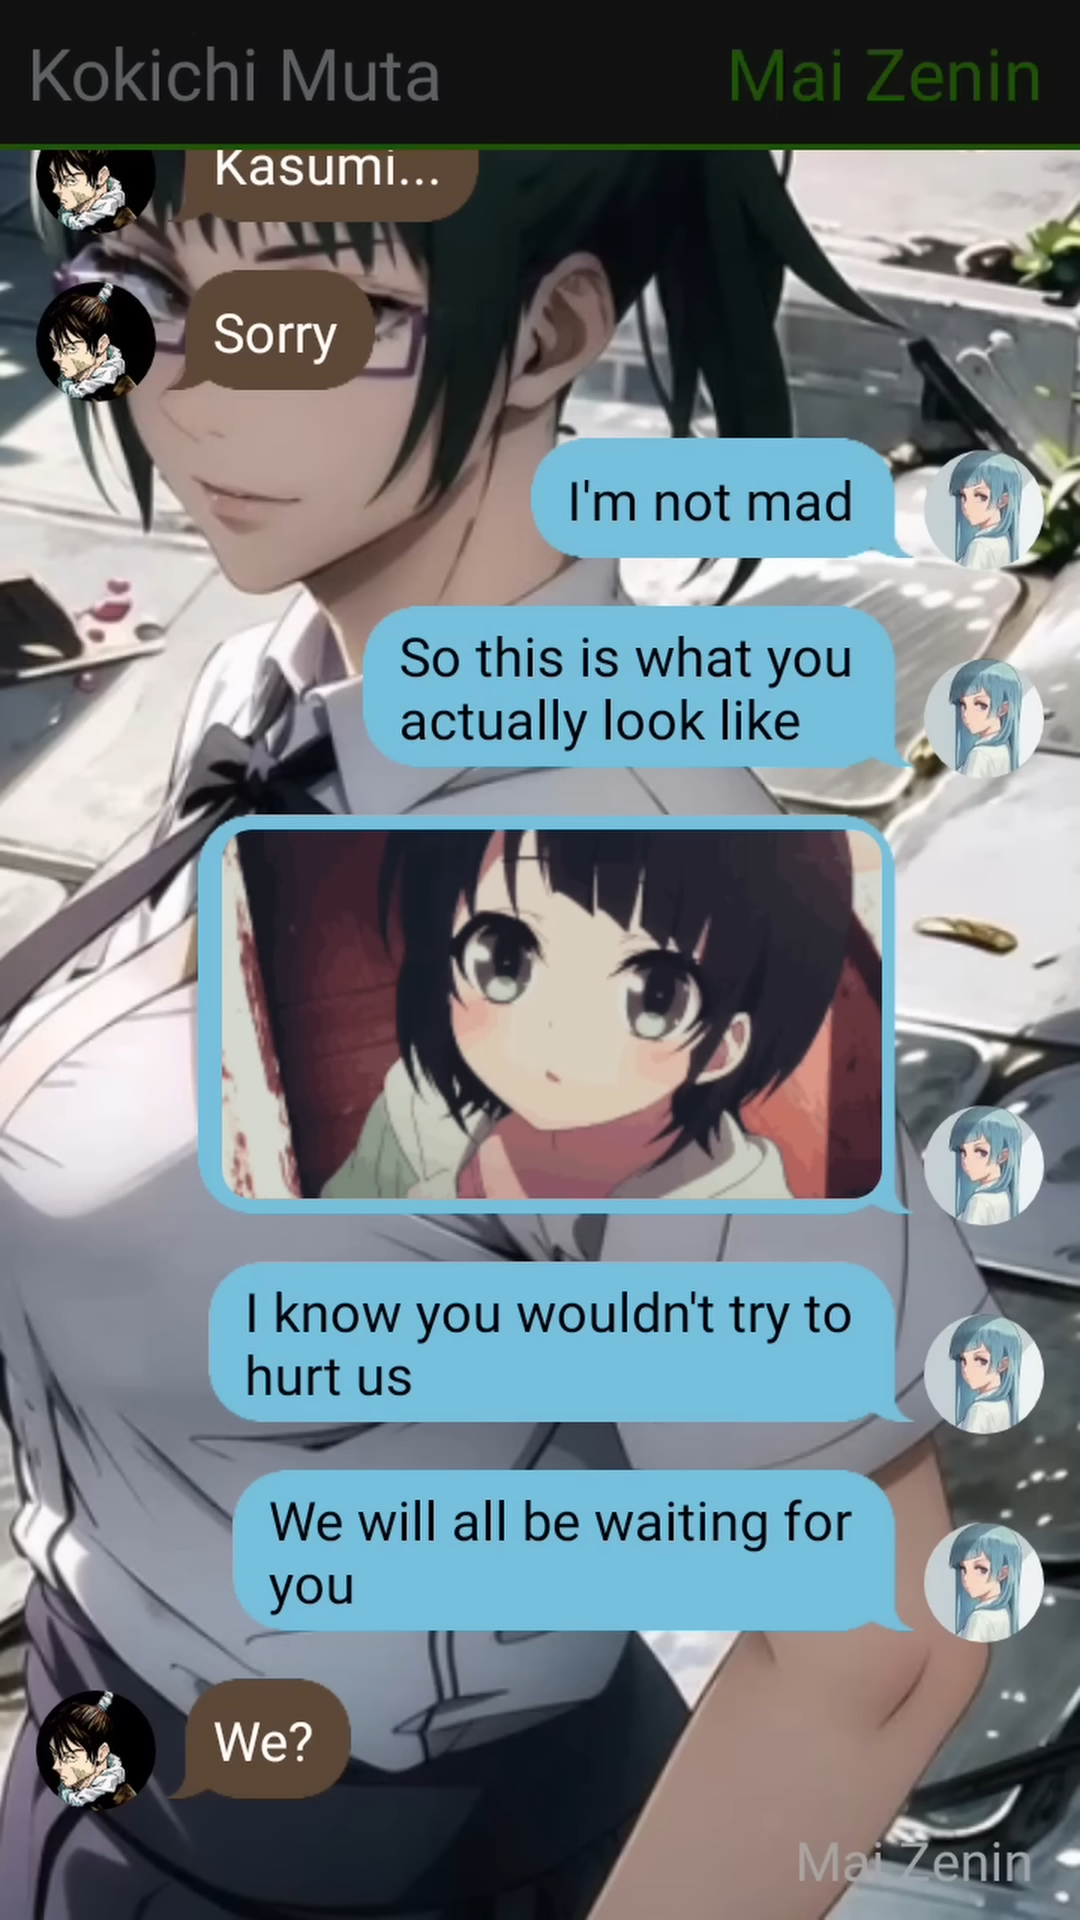 Kokichi Muta
Mai Zenin
Kasumi...
Sorry
I'm not mad
So this is what you
actually look like
I know you wouldn't try to
hurt us
We will all be waiting for
you
We?
Mai Zenin